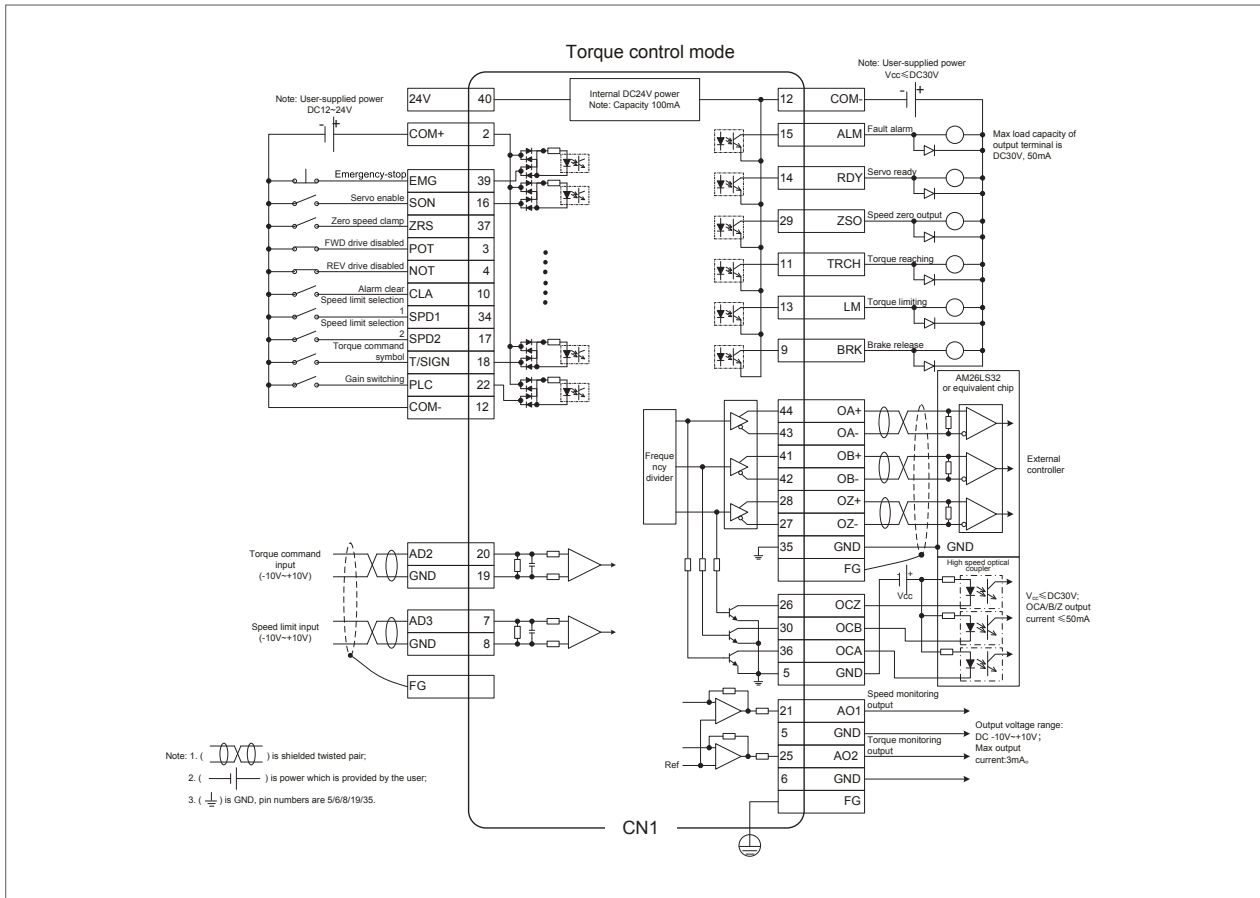 Torque control mode
Note: User-supplied power
DC12~24V
24V 40
COM+ 2
Emergency-stop EMG 39
Servo enable SON 16
Zero speed clamp ZRS 37
FWD drive disabled POT 3
REV drive disabled NOT 4
Alarm clear CLA 10
Speed limit selection
1 SPD1 34
Speed limit selection
2 SPD2 17
Torque command
symbol T/SIGN 18
Gain switching PLC 22
COM- 12
Torque command
input
(-10V~+10V)
AD2 20
GND 19
Speed limit input
(-10V~+10V)
AD3 7
GND 8
FG
Internal DC24V power
Note: Capacity 100mA
Note: User-supplied power
Vcc≤DC30V
- +
12 COM-
15 ALM Fault alarm
14 RDY Servo ready
29 ZSO Speed zero output
11 TRCH Torque reaching
13 LM Torque limiting
9 BRK Brake release
Max load capacity of
output terminal is
DC30V, 50mA
AM26LS32
or equivalent chip
Freque
ncy
divider
44 OA+
43 OA-
41 OB+
42 OB-
28 OZ+
27 OZ-
35 GND
FG
External
controller
GND
High speed optical
coupler
+
Vcc
26 OCZ
30 OCB
36 OCA
5 GND
Vcc≤DC30V;
OCA/B/Z output
current ≤50mA
Speed monitoring
output
21 AO1
5 GND
Torque monitoring
output
25 AO2
6 GND
FG
Ref
Output voltage range:
DC -10V~+10V;
Max output
current:3mA。
Note: 1. ( ) is shielded twisted pair;
2. ( ) is power which is provided by the user;
3. ( ) is GND, pin numbers are 5/6/8/19/35.
CN1
- +